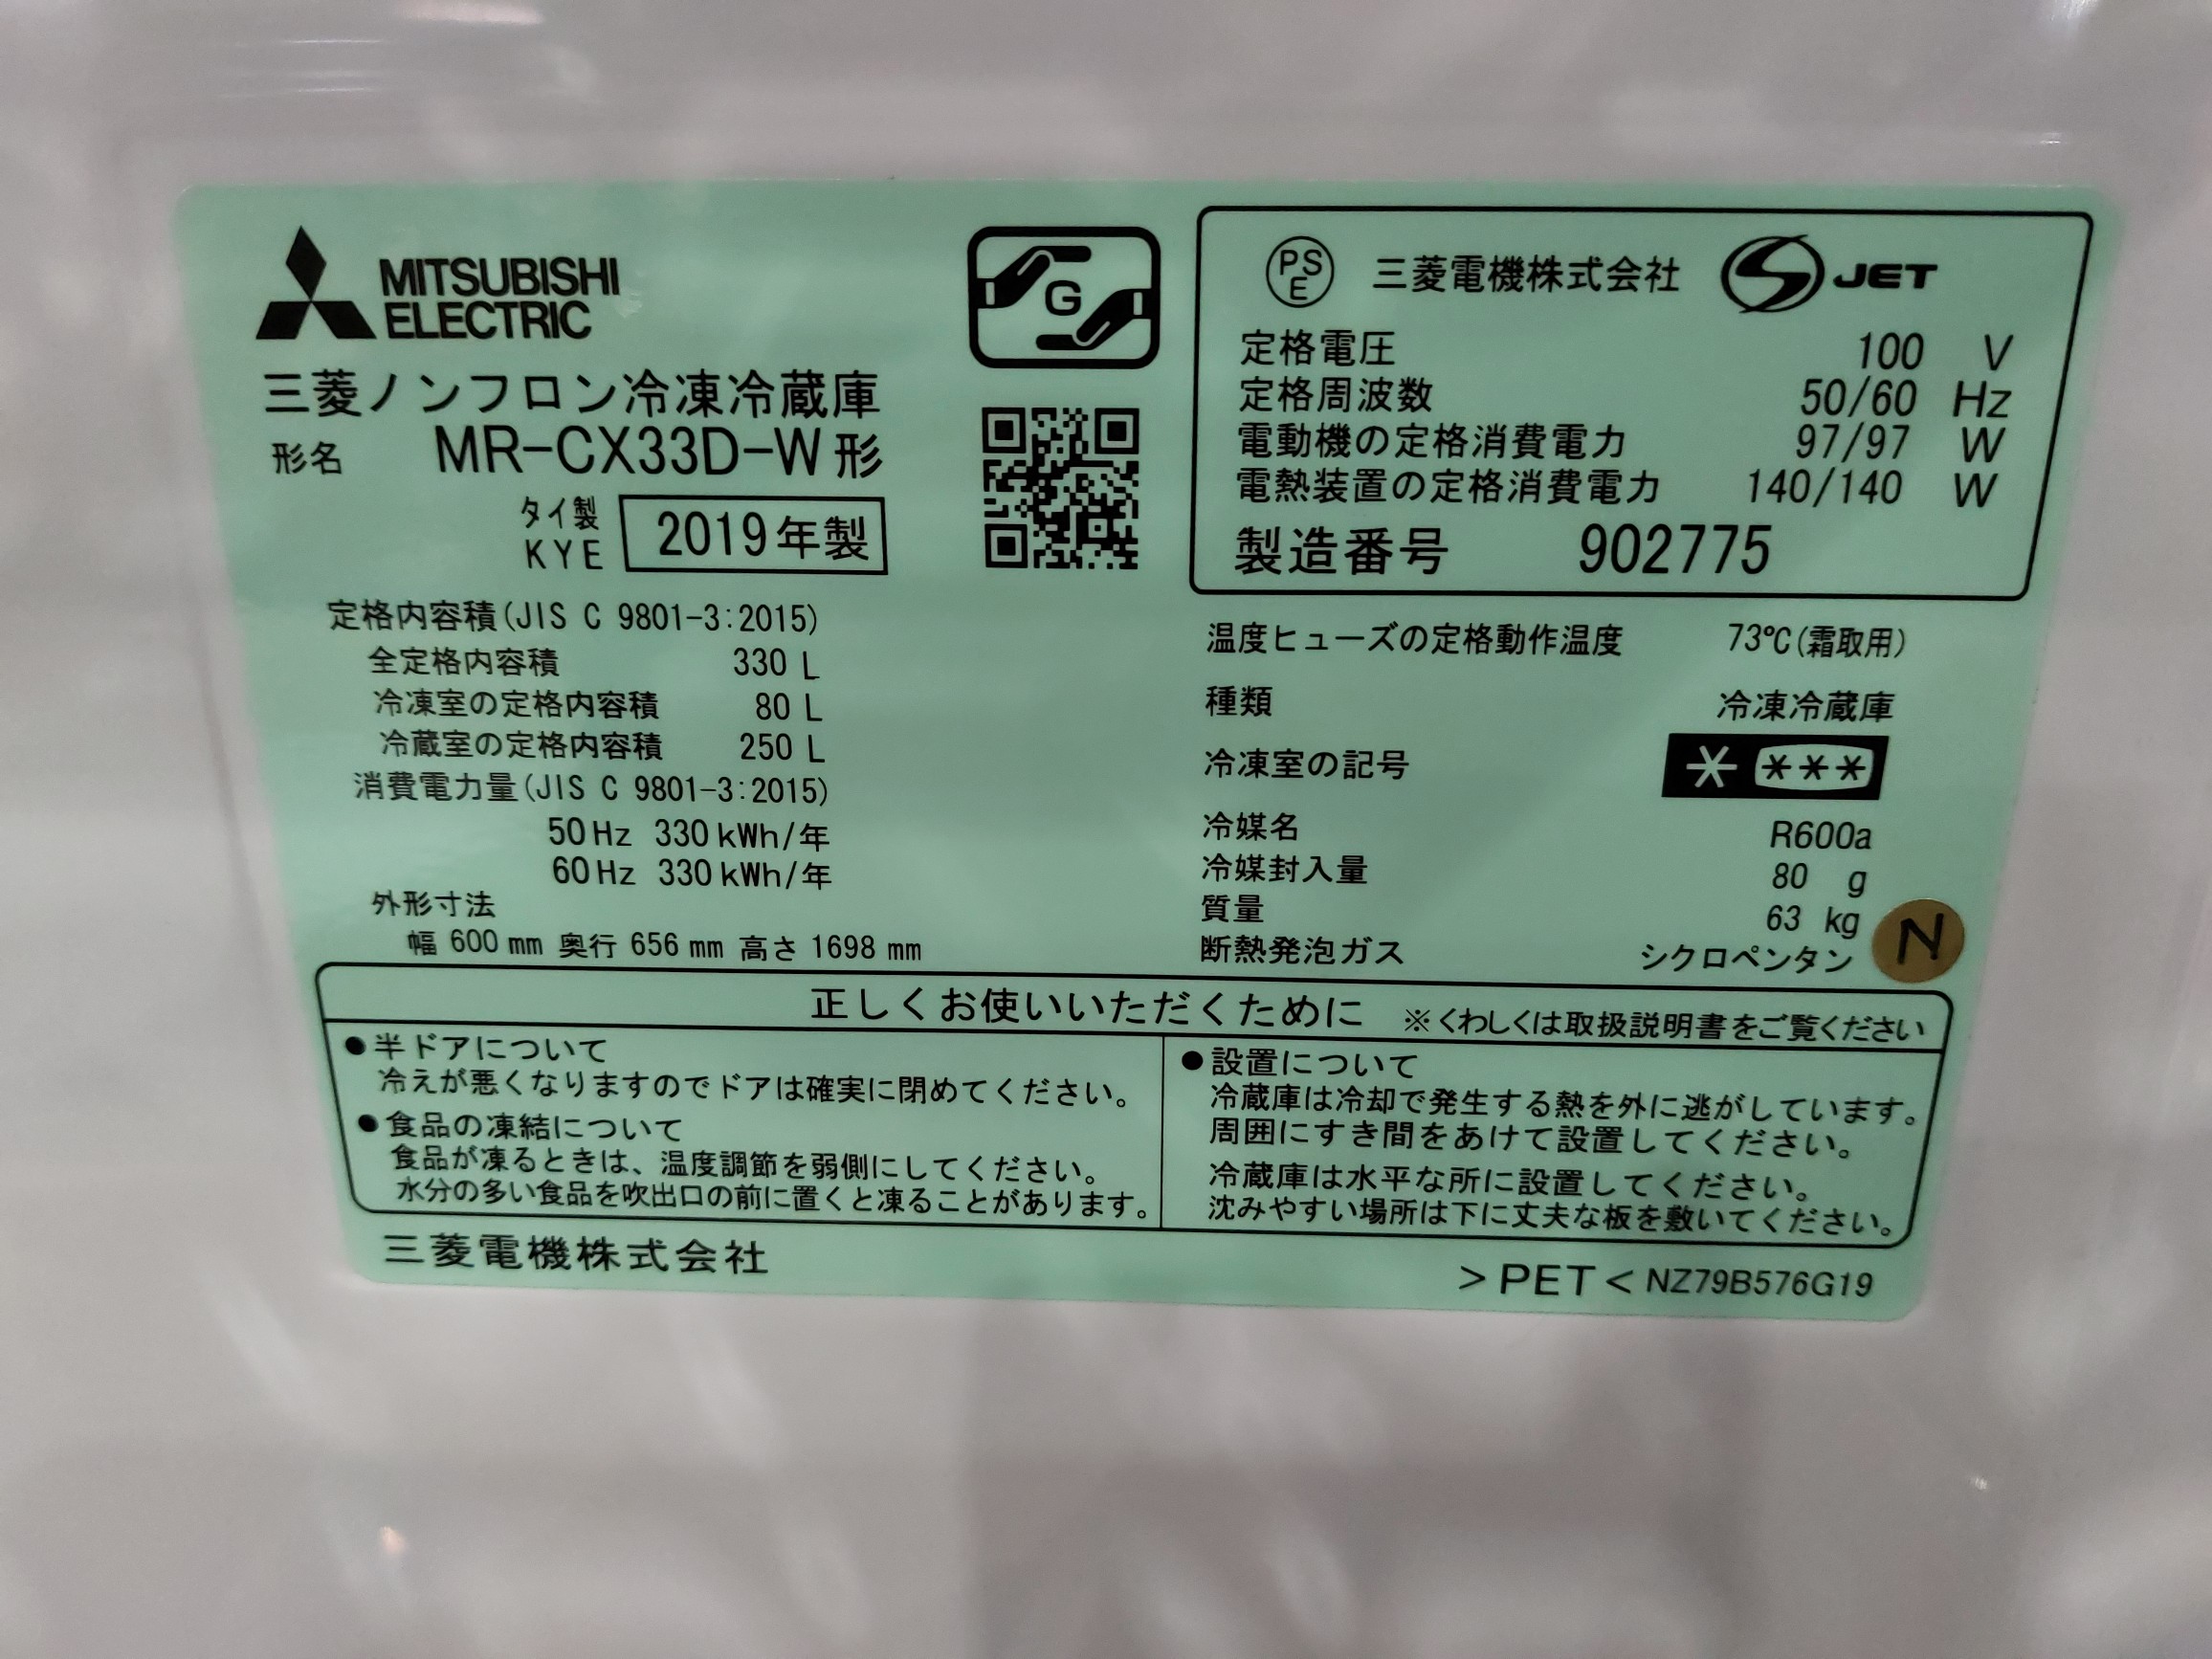 MITSUBISHI
ELECTRIC
G
三菱ノンフロン冷凍冷蔵庫
形名 MR-CX33D-W形
タイ製
KYE
2019年製
定格内容積(JIS C 9801-3:2015)
全定格内容積 330 L
冷凍室の定格内容積 80 L
冷蔵室の定格内容積 250 L
消費電力量(JIS C 9801-3:2015)
50Hz 330kWh/年
60Hz 330kWh/年
外形寸法
幅 600 mm 奥行 656 mm 高さ 1698 mm
PS
E
三菱電機株式会社 JET
定格電圧 100 V
定格周波数 50/60 Hz
電動機の定格消費電力 97/97 W
電熱装置の定格消費電力 140/140 W
製造番号 902775
温度ヒューズの定格動作温度 73℃(霜取用)
種類 冷凍冷蔵庫
冷凍室の記号 * ***
冷媒名 R600a
冷媒封入量 80 g
質量 63 kg
断熱発泡ガス シクロペンタン
N
正しくお使いいただくために ※くわしくは取扱説明書をご覧ください
●半ドアについて
冷えが悪くなりますのでドアは確実に閉めてください。
●食品の凍結について
食品が凍るときは、温度調節を弱側にしてください。
水分の多い食品を吹出口の前に置くと凍ることがあります。
●設置について
冷蔵庫は冷却で発生する熱を外に逃がしています。
周囲にすき間をあけて設置してください。
冷蔵庫は水平な所に設置してください。
沈みやすい場所は下に丈夫な板を敷いてください。
三菱電機株式会社
>PET< NZ79B576G19